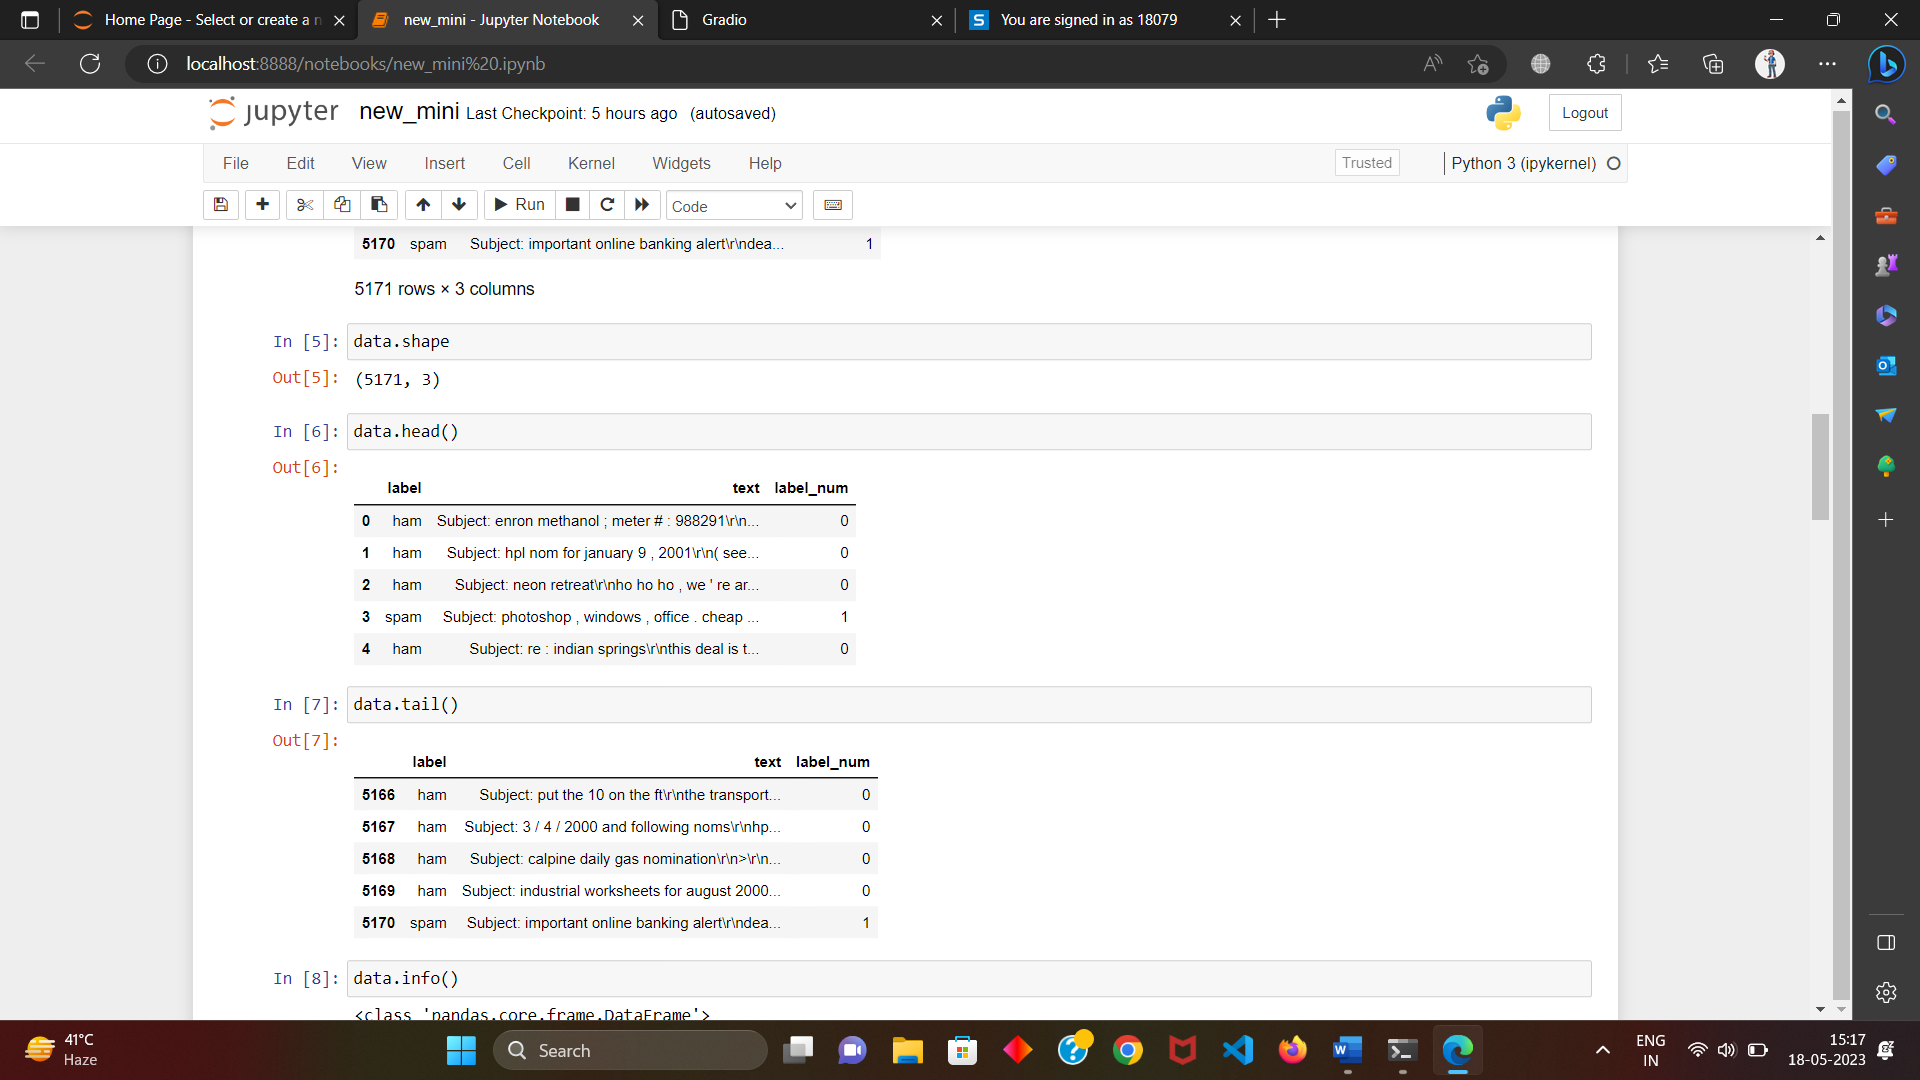 Home Page - Select or create a n
new_mini - Jupyter Notebook
Gradio
You are signed in as 18079
localhost:8888/notebooks/new_mini%20.ipynb
jupyter new_mini Last Checkpoint: 5 hours ago (autosaved)
Logout
File Edit View Insert Cell Kernel Widgets Help
Trusted
Python 3 (ipykernel)
Run
Code
5170 spam Subject: important online banking alert\r\ndea... 1
5171 rows × 3 columns
In [5]: data.shape
Out[5]: (5171, 3)
In [6]: data.head()
Out[6]:
label text label_num
0 ham Subject: enron methanol ; meter # : 988291\r\n... 0
1 ham Subject: hpl nom for january 9 , 2001\r\n( see... 0
2 ham Subject: neon retreat\r\nho ho ho , we ' re ar... 0
3 spam Subject: photoshop , windows , office . cheap ... 1
4 ham Subject: re : indian springs\r\nthis deal is t... 0
In [7]: data.tail()
Out[7]:
label text label_num
5166 ham Subject: put the 10 on the ft\r\nthe transport... 0
5167 ham Subject: 3 / 4 / 2000 and following noms\r\nhp... 0
5168 ham Subject: calpine daily gas nomination\r\n>\r\n... 0
5169 ham Subject: industrial worksheets for august 2000... 0
5170 spam Subject: important online banking alert\r\ndea... 1
In [8]: data.info()
<class 'pandas.core.frame.DataFrame'>
41°C
Haze
Search
ENG
IN
15:17
18-05-2023